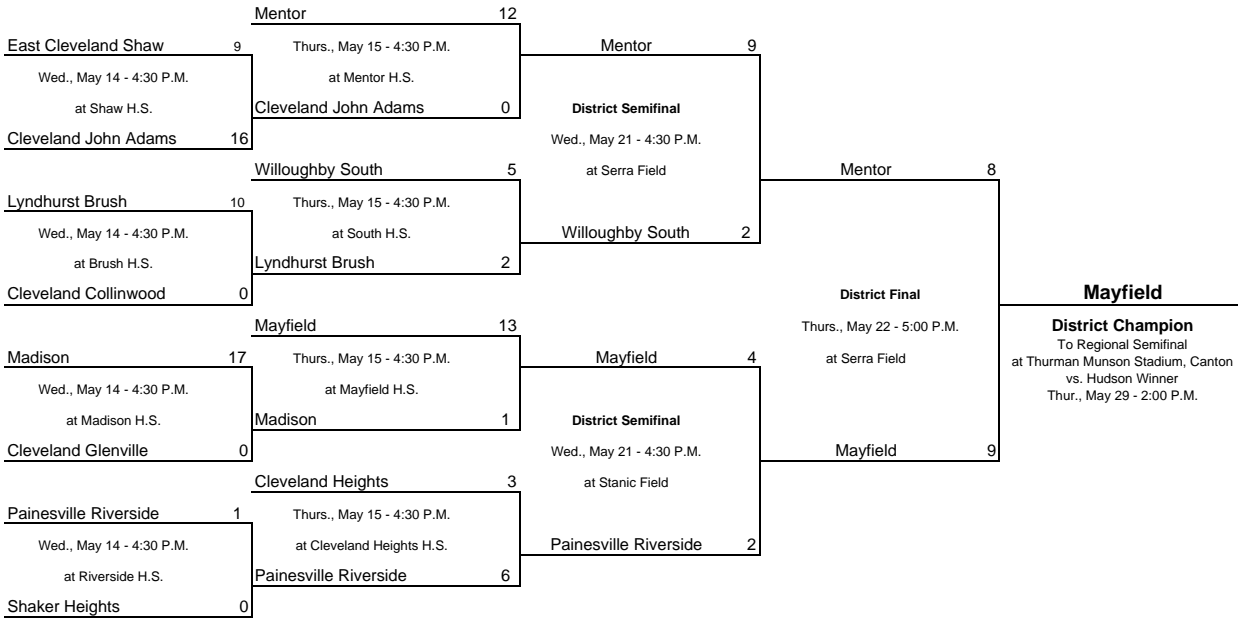 Mentor 12
East Cleveland Shaw 9
Thurs., May 15 - 4:30 P.M.
Mentor 9
Wed., May 14 - 4:30 P.M.
at Mentor H.S.
at Shaw H.S.
Cleveland John Adams 0
District Semifinal
Cleveland John Adams 16
Wed., May 21 - 4:30 P.M.
Willoughby South 5
at Serra Field
Mentor 8
Lyndhurst Brush 10
Thurs., May 15 - 4:30 P.M.
Wed., May 14 - 4:30 P.M.
at South H.S.
Willoughby South 2
at Brush H.S.
Lyndhurst Brush 2
Cleveland Collinwood 0
District Final
Mayfield
Mayfield 13
Thurs., May 22 - 5:00 P.M.
District Champion
To Regional Semifinal
Madison 17
Thurs., May 15 - 4:30 P.M.
Mayfield 4
at Serra Field
at Thurman Munson Stadium, Canton
vs. Hudson Winner
Wed., May 14 - 4:30 P.M.
at Mayfield H.S.
Thur., May 29 - 2:00 P.M.
at Madison H.S.
Madison 1
District Semifinal
Cleveland Glenville 0
Wed., May 21 - 4:30 P.M.
Mayfield 9
Cleveland Heights 3
at Stanic Field
Painesville Riverside 1
Thurs., May 15 - 4:30 P.M.
Wed., May 14 - 4:30 P.M.
at Cleveland Heights H.S.
Painesville Riverside 2
at Riverside H.S.
Painesville Riverside 6
Shaker Heights 0